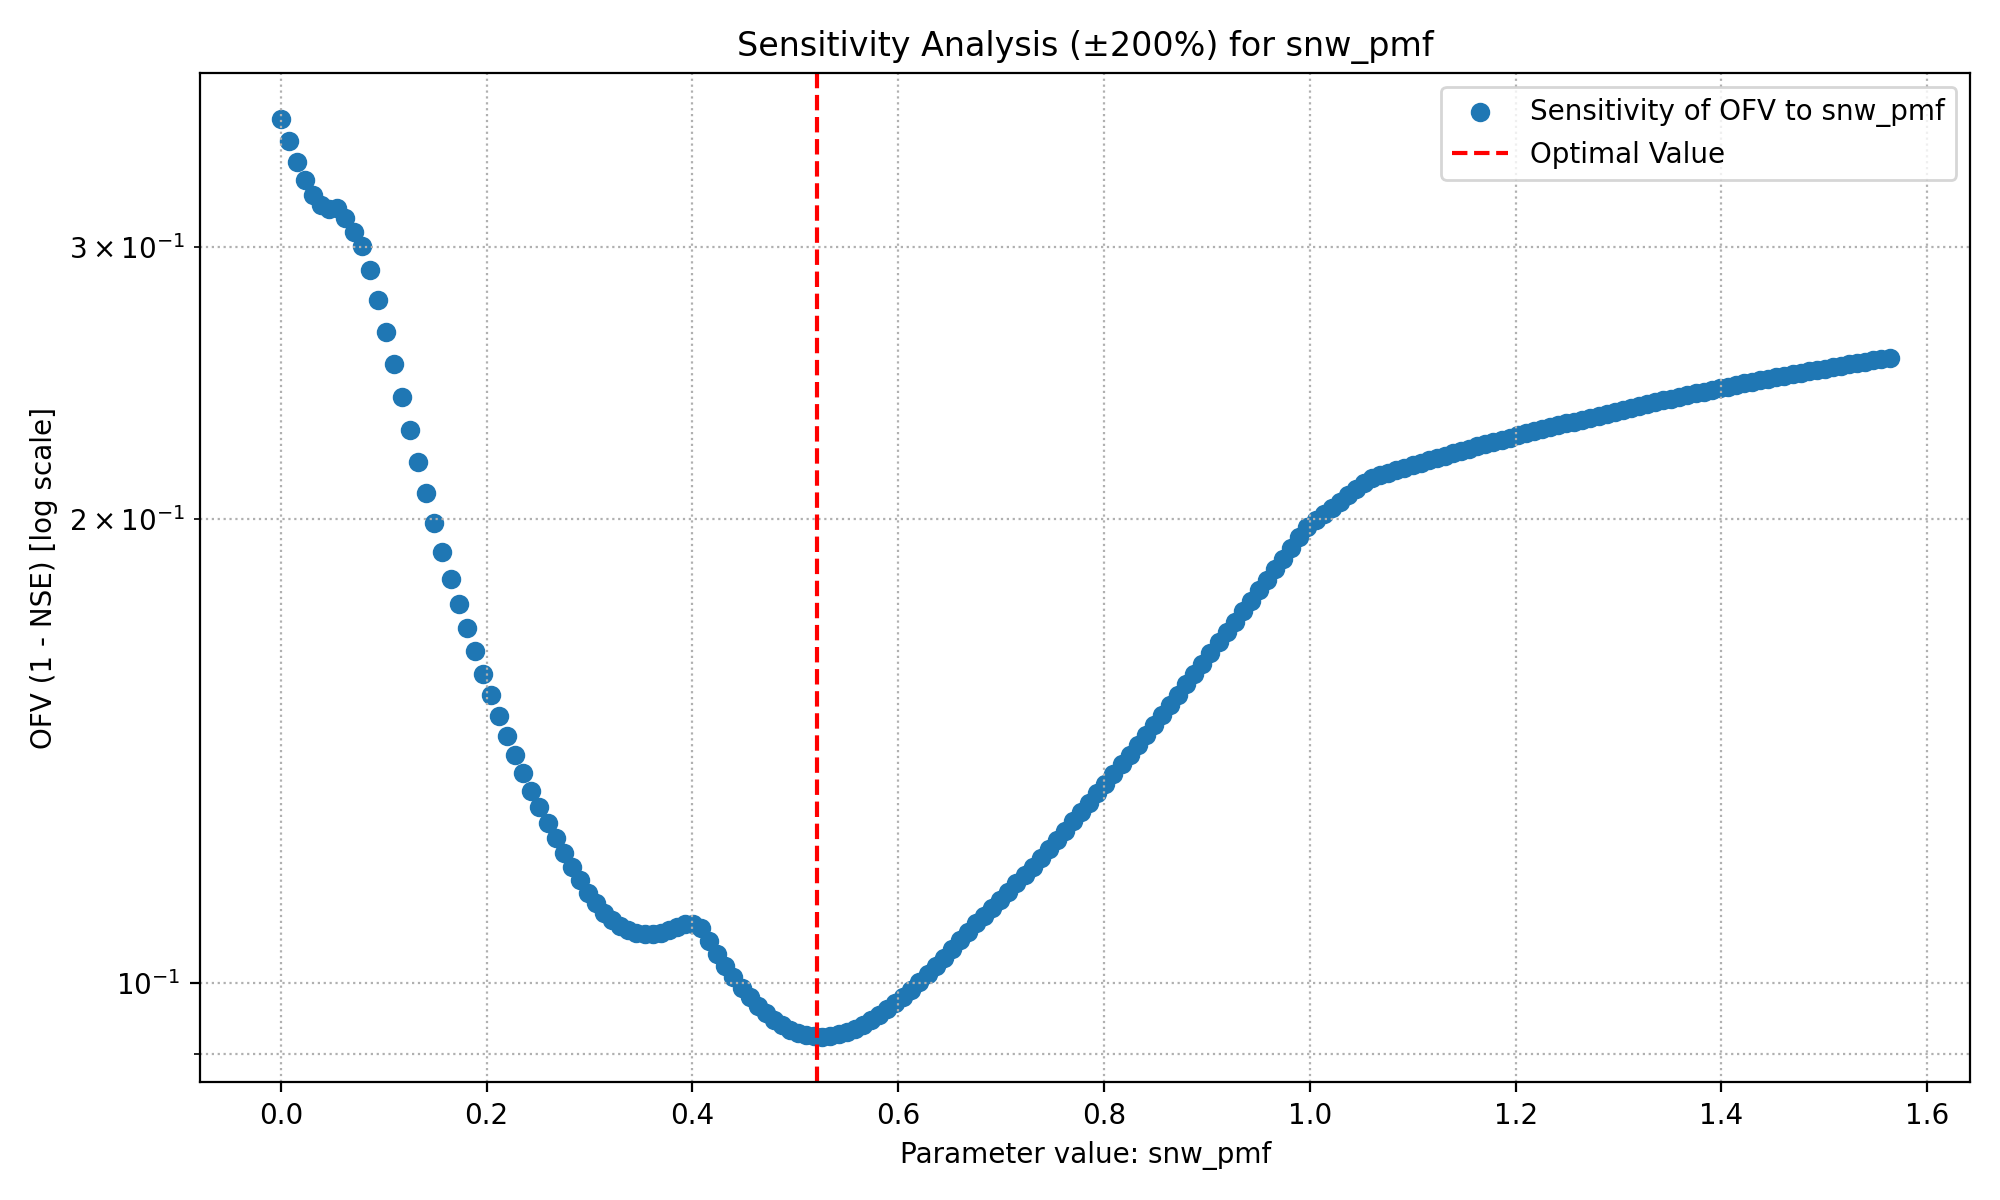 Sensitivity Analysis (±200%) for snw_pmf
Sensitivity of OFV to snw_pmf
Optimal Value
OFV (1 - NSE) [log scale]
3 × 10⁻¹
2 × 10⁻¹
10⁻¹
0.0 0.2 0.4 0.6 0.8 1.0 1.2 1.4 1.6
Parameter value: snw_pmf